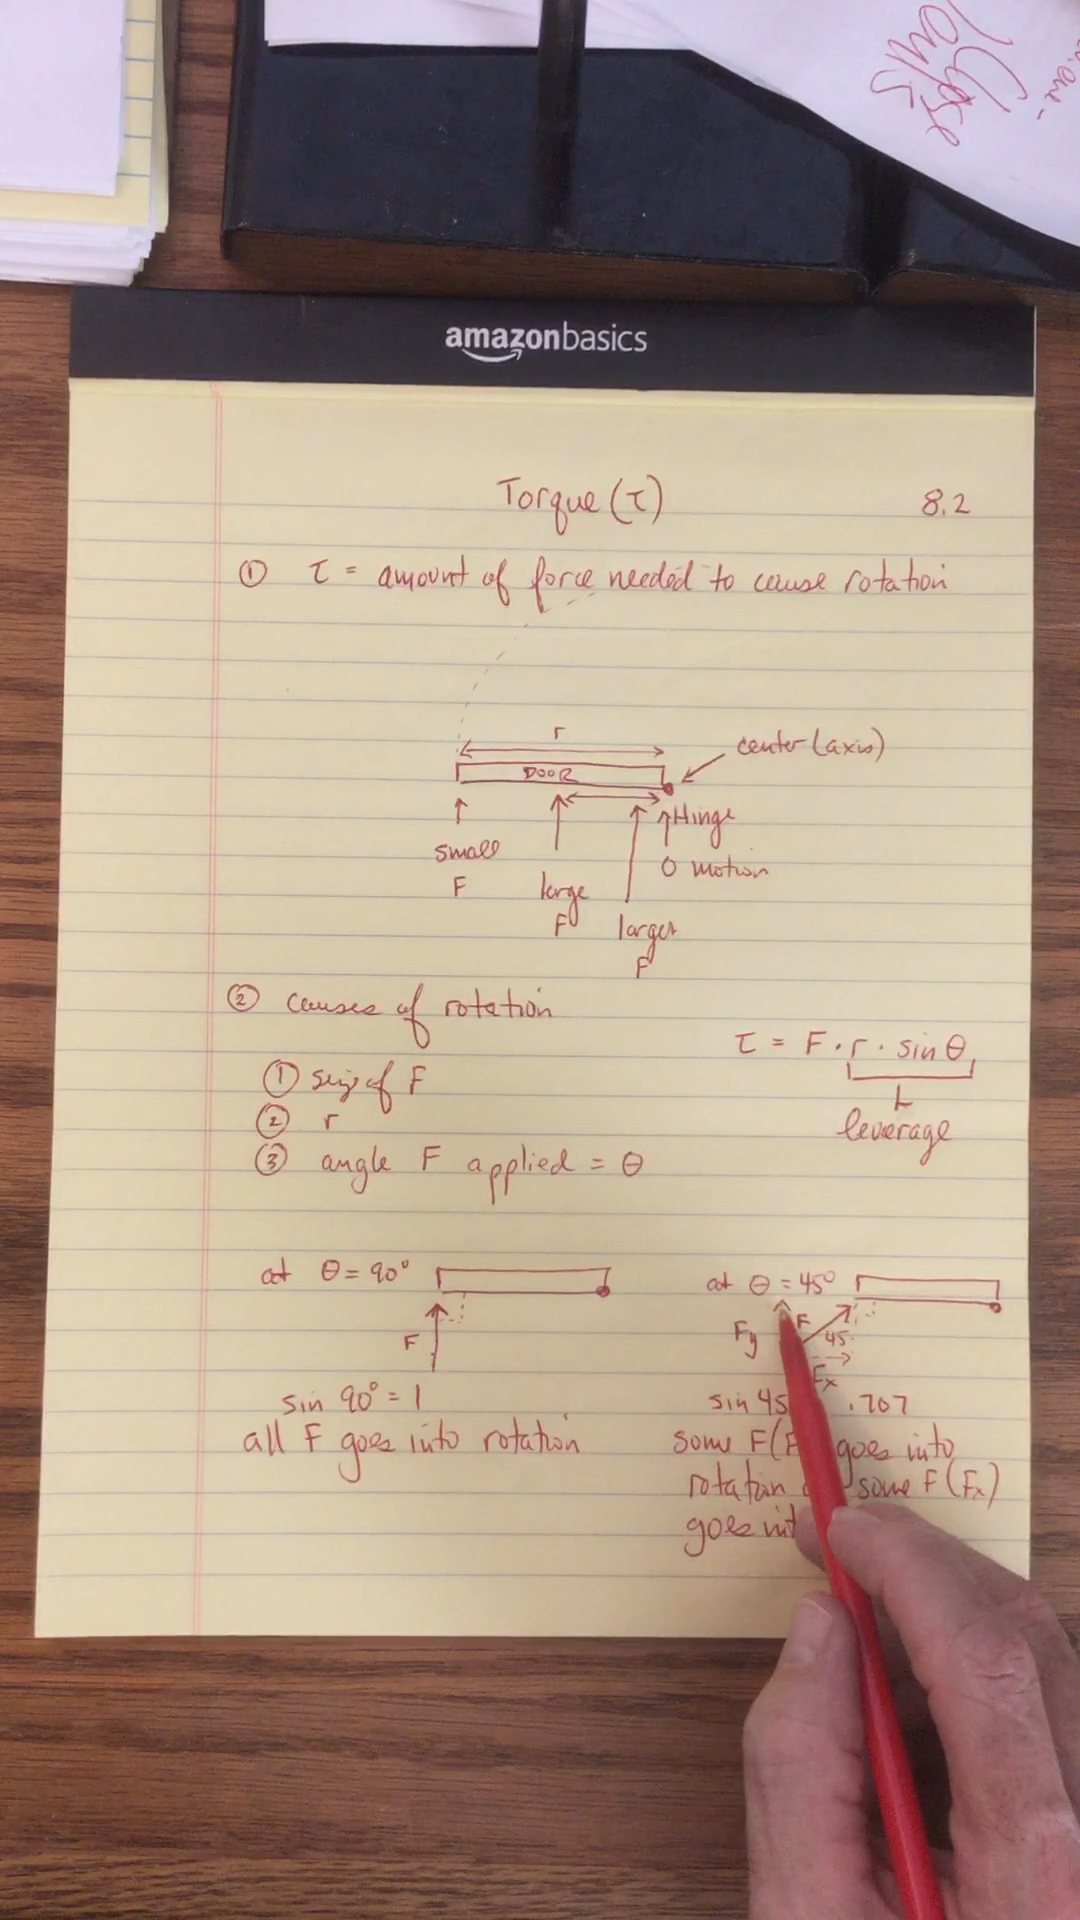 Close
amazonbasics
Torque (τ)
8.2
① τ = amount of force needed to cause rotation
r
center (axis)
DOOR
Hinge
small
F
large
F
larger
F
0 motion
② causes of rotation
τ = F · r · sin θ
L
leverage
① size of F
② r
③ angle F applied = θ
at θ = 90°
F
sin 90° = 1
all F goes into rotation
at θ = 45°
Fy
F
45
sin 45 .707
some F( goes into
rotation some F (Fx)
goes